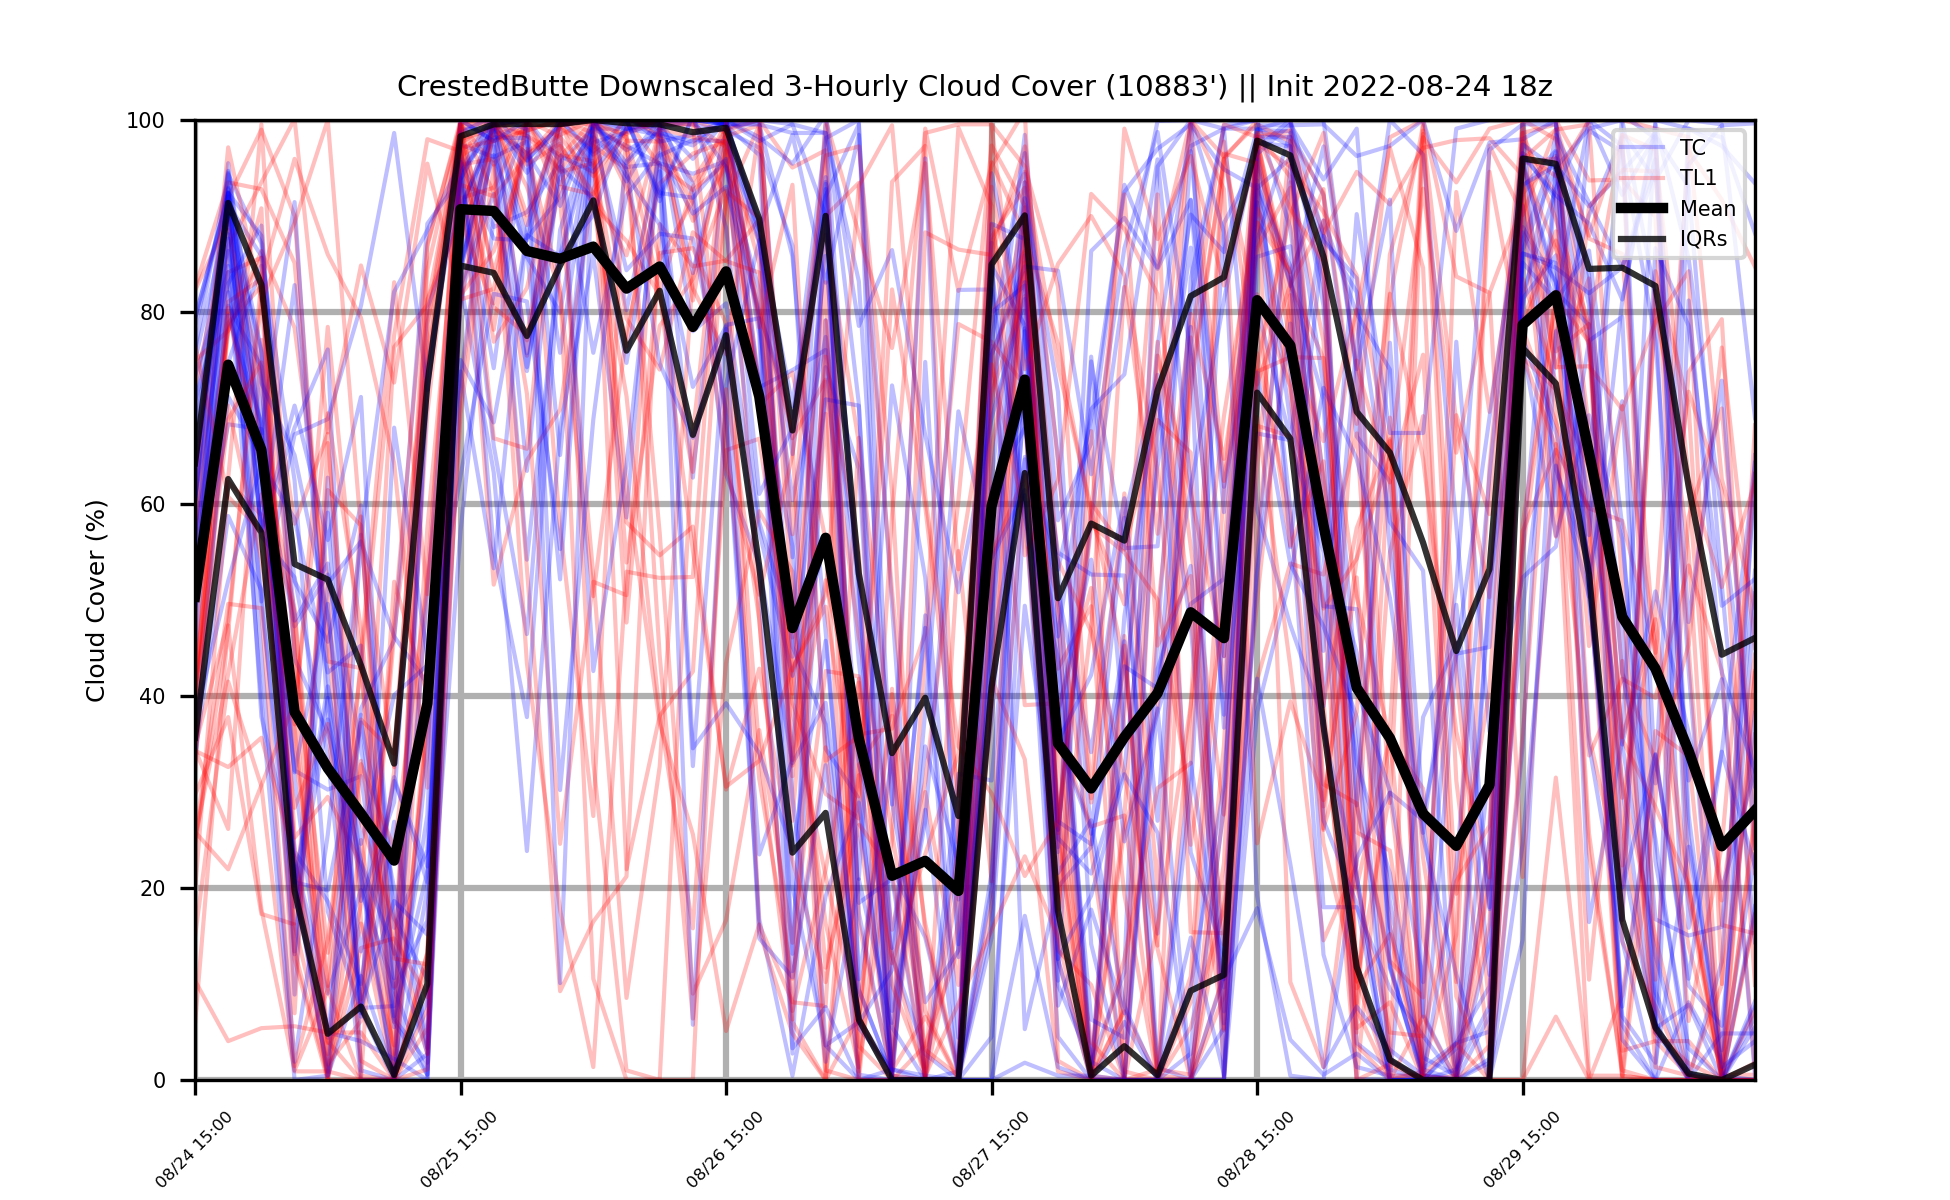 CrestedButte Downscaled 3-Hourly Cloud Cover (10883') || Init 2022-08-24 18z
Cloud Cover (%)
100
80
60
40
20
0
TC
TL1
Mean
IQRs
08/24 15:00
08/25 15:00
08/26 15:00
08/27 15:00
08/28 15:00
08/29 15:00